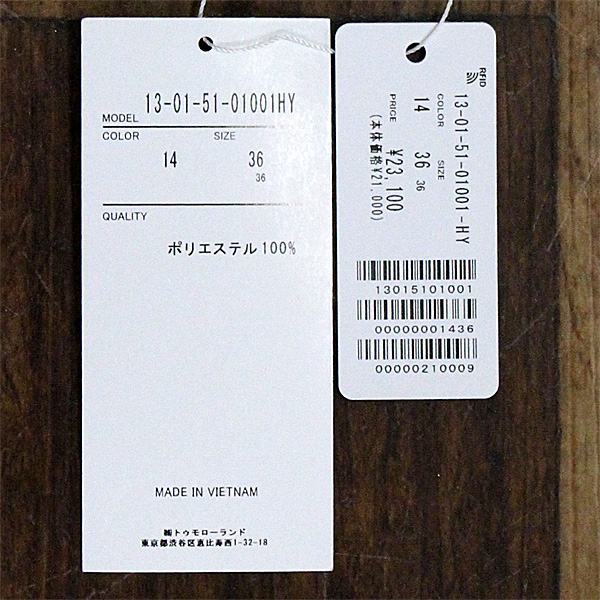 MODEL 13-01-51-01001HY
COLOR SIZE
14 36
36
QUALITY
ポリエステル 100%
MADE IN VIETNAM
㈱トゥモローランド
東京都渋谷区恵比寿西1-32-18
RFID
13-01-51-01001-HY
COLOR SIZE
14 36 36
PRICE ¥23,100
(本体価格¥21,000)
13015101001
00000001436
00000210009